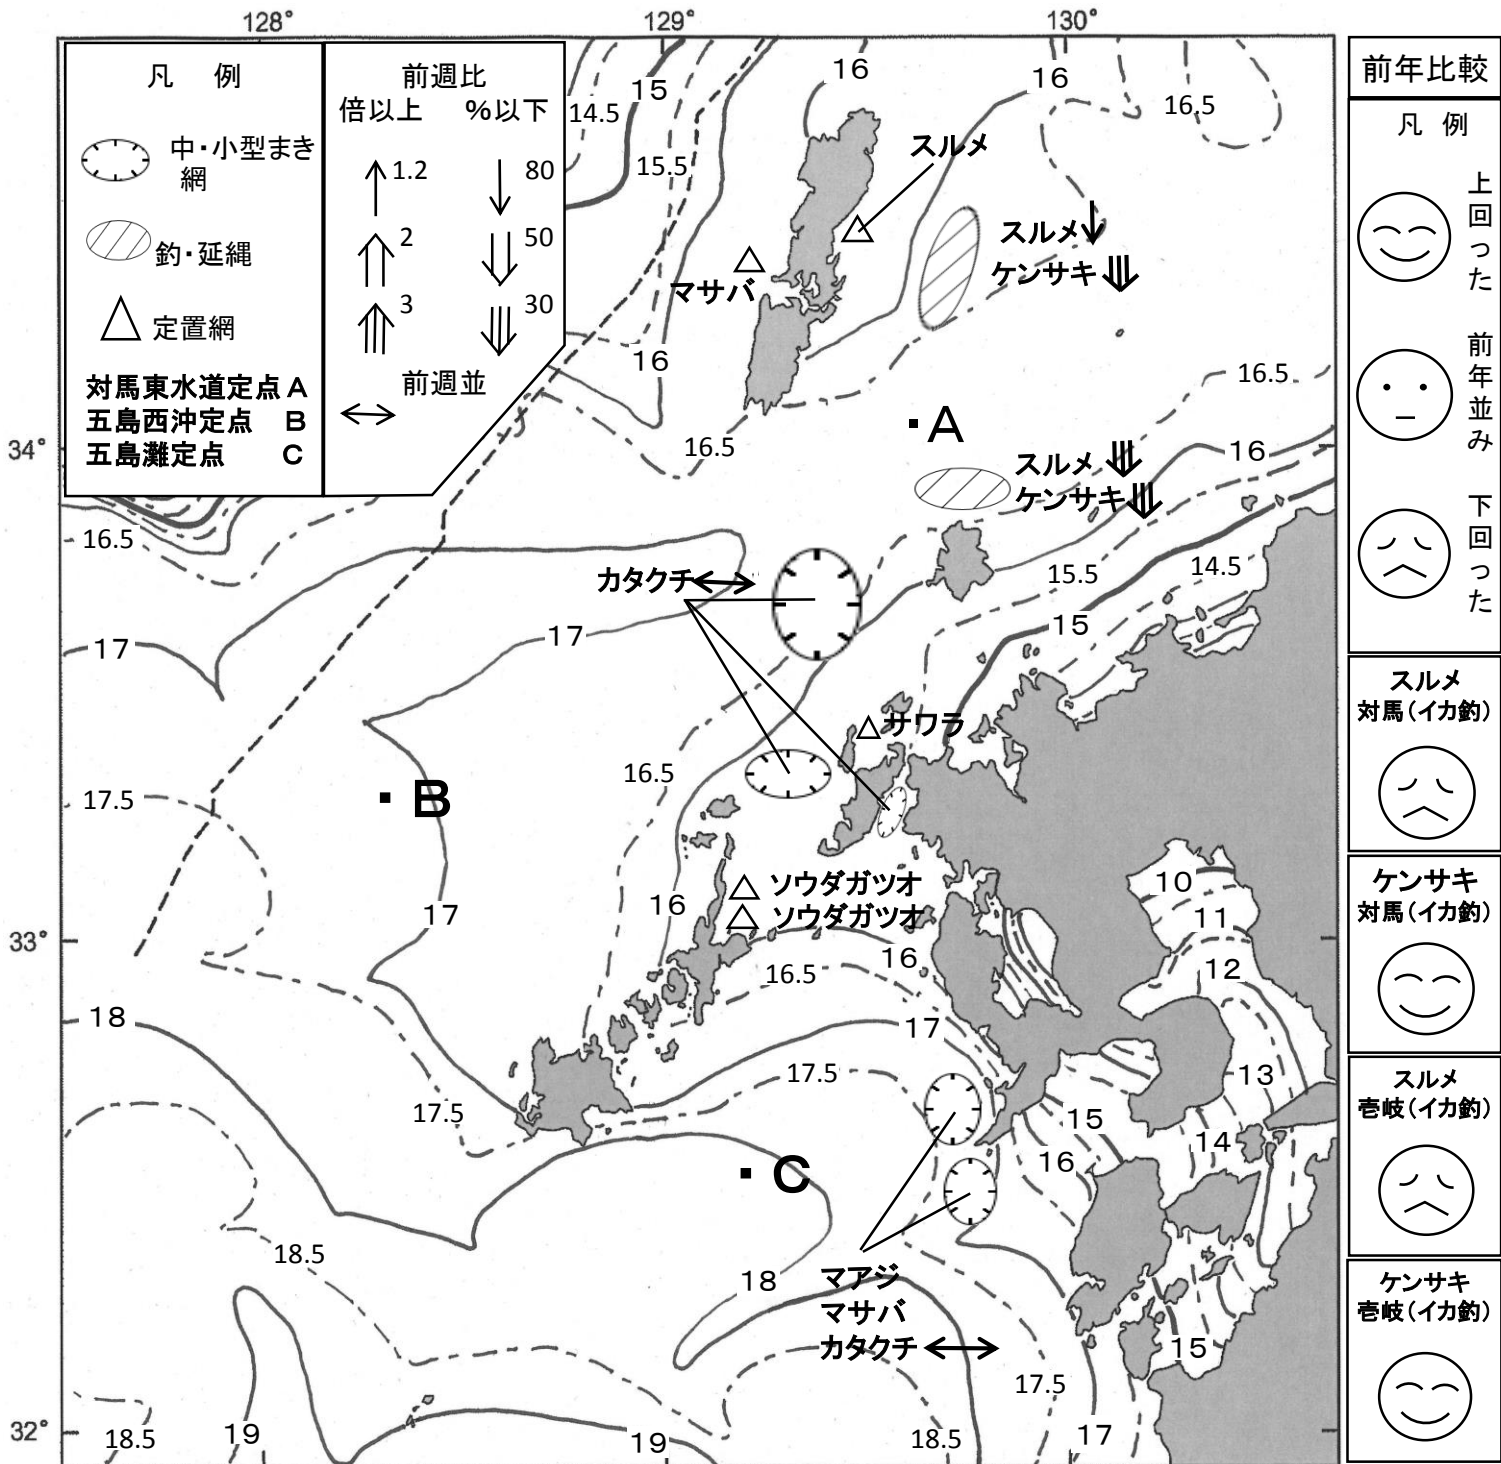 128°
129°
130°
34°
33°
32°
凡 例
中・小型まき
網
釣・延縄
定置網
対馬東水道定点 A
五島西沖定点 B
五島灘定点 C
前週比
倍以上 %以下
1.2 80
2 50
3 30
前週並
14.5
15
15.5
16
16
16.5
スルメ
マサバ
スルメ
ケンサキ
16
16.5
16.5
A
スルメ
ケンサキ
16
16.5
カタクチ
15.5
14.5
15
17
17
サワラ
16.5
17.5
B
ソウダガツオ
ソウダガツオ
16
17
10
11
12
16
16.5
18
17
17.5
17.5
13
15
14
16
C
18.5
18
マアジ
マサバ
カタクチ
15
17.5
18.5
19
19
18.5
17
前年比較
凡 例
上回った
前年並み
下回った
スルメ
対馬(イカ釣)
ケンサキ
対馬(イカ釣)
スルメ
壱岐(イカ釣)
ケンサキ
壱岐(イカ釣)